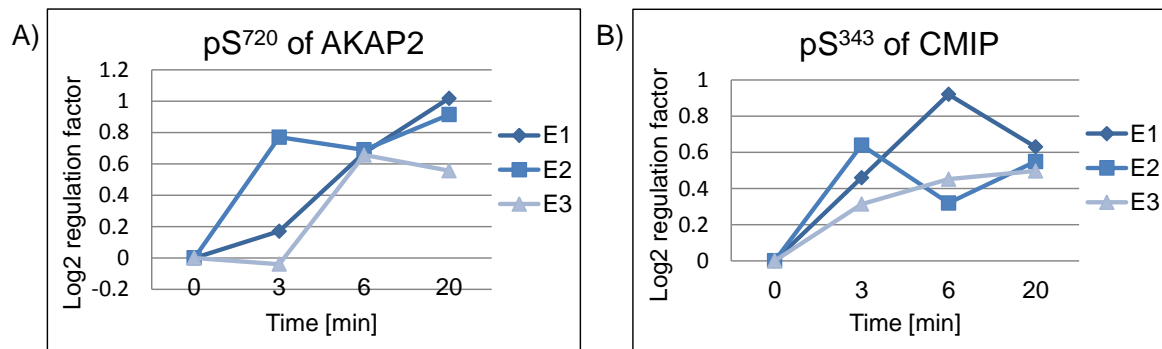 A)
pS⁷²⁰ of AKAP2
Log2 regulation factor
1.2
1
0.8
0.6
0.4
0.2
0
-0.2
0 3 6 20
Time [min]
E1
E2
E3
B)
pS³⁴³ of CMIP
Log2 regulation factor
1
0.8
0.6
0.4
0.2
0
0 3 6 20
Time [min]
E1
E2
E3